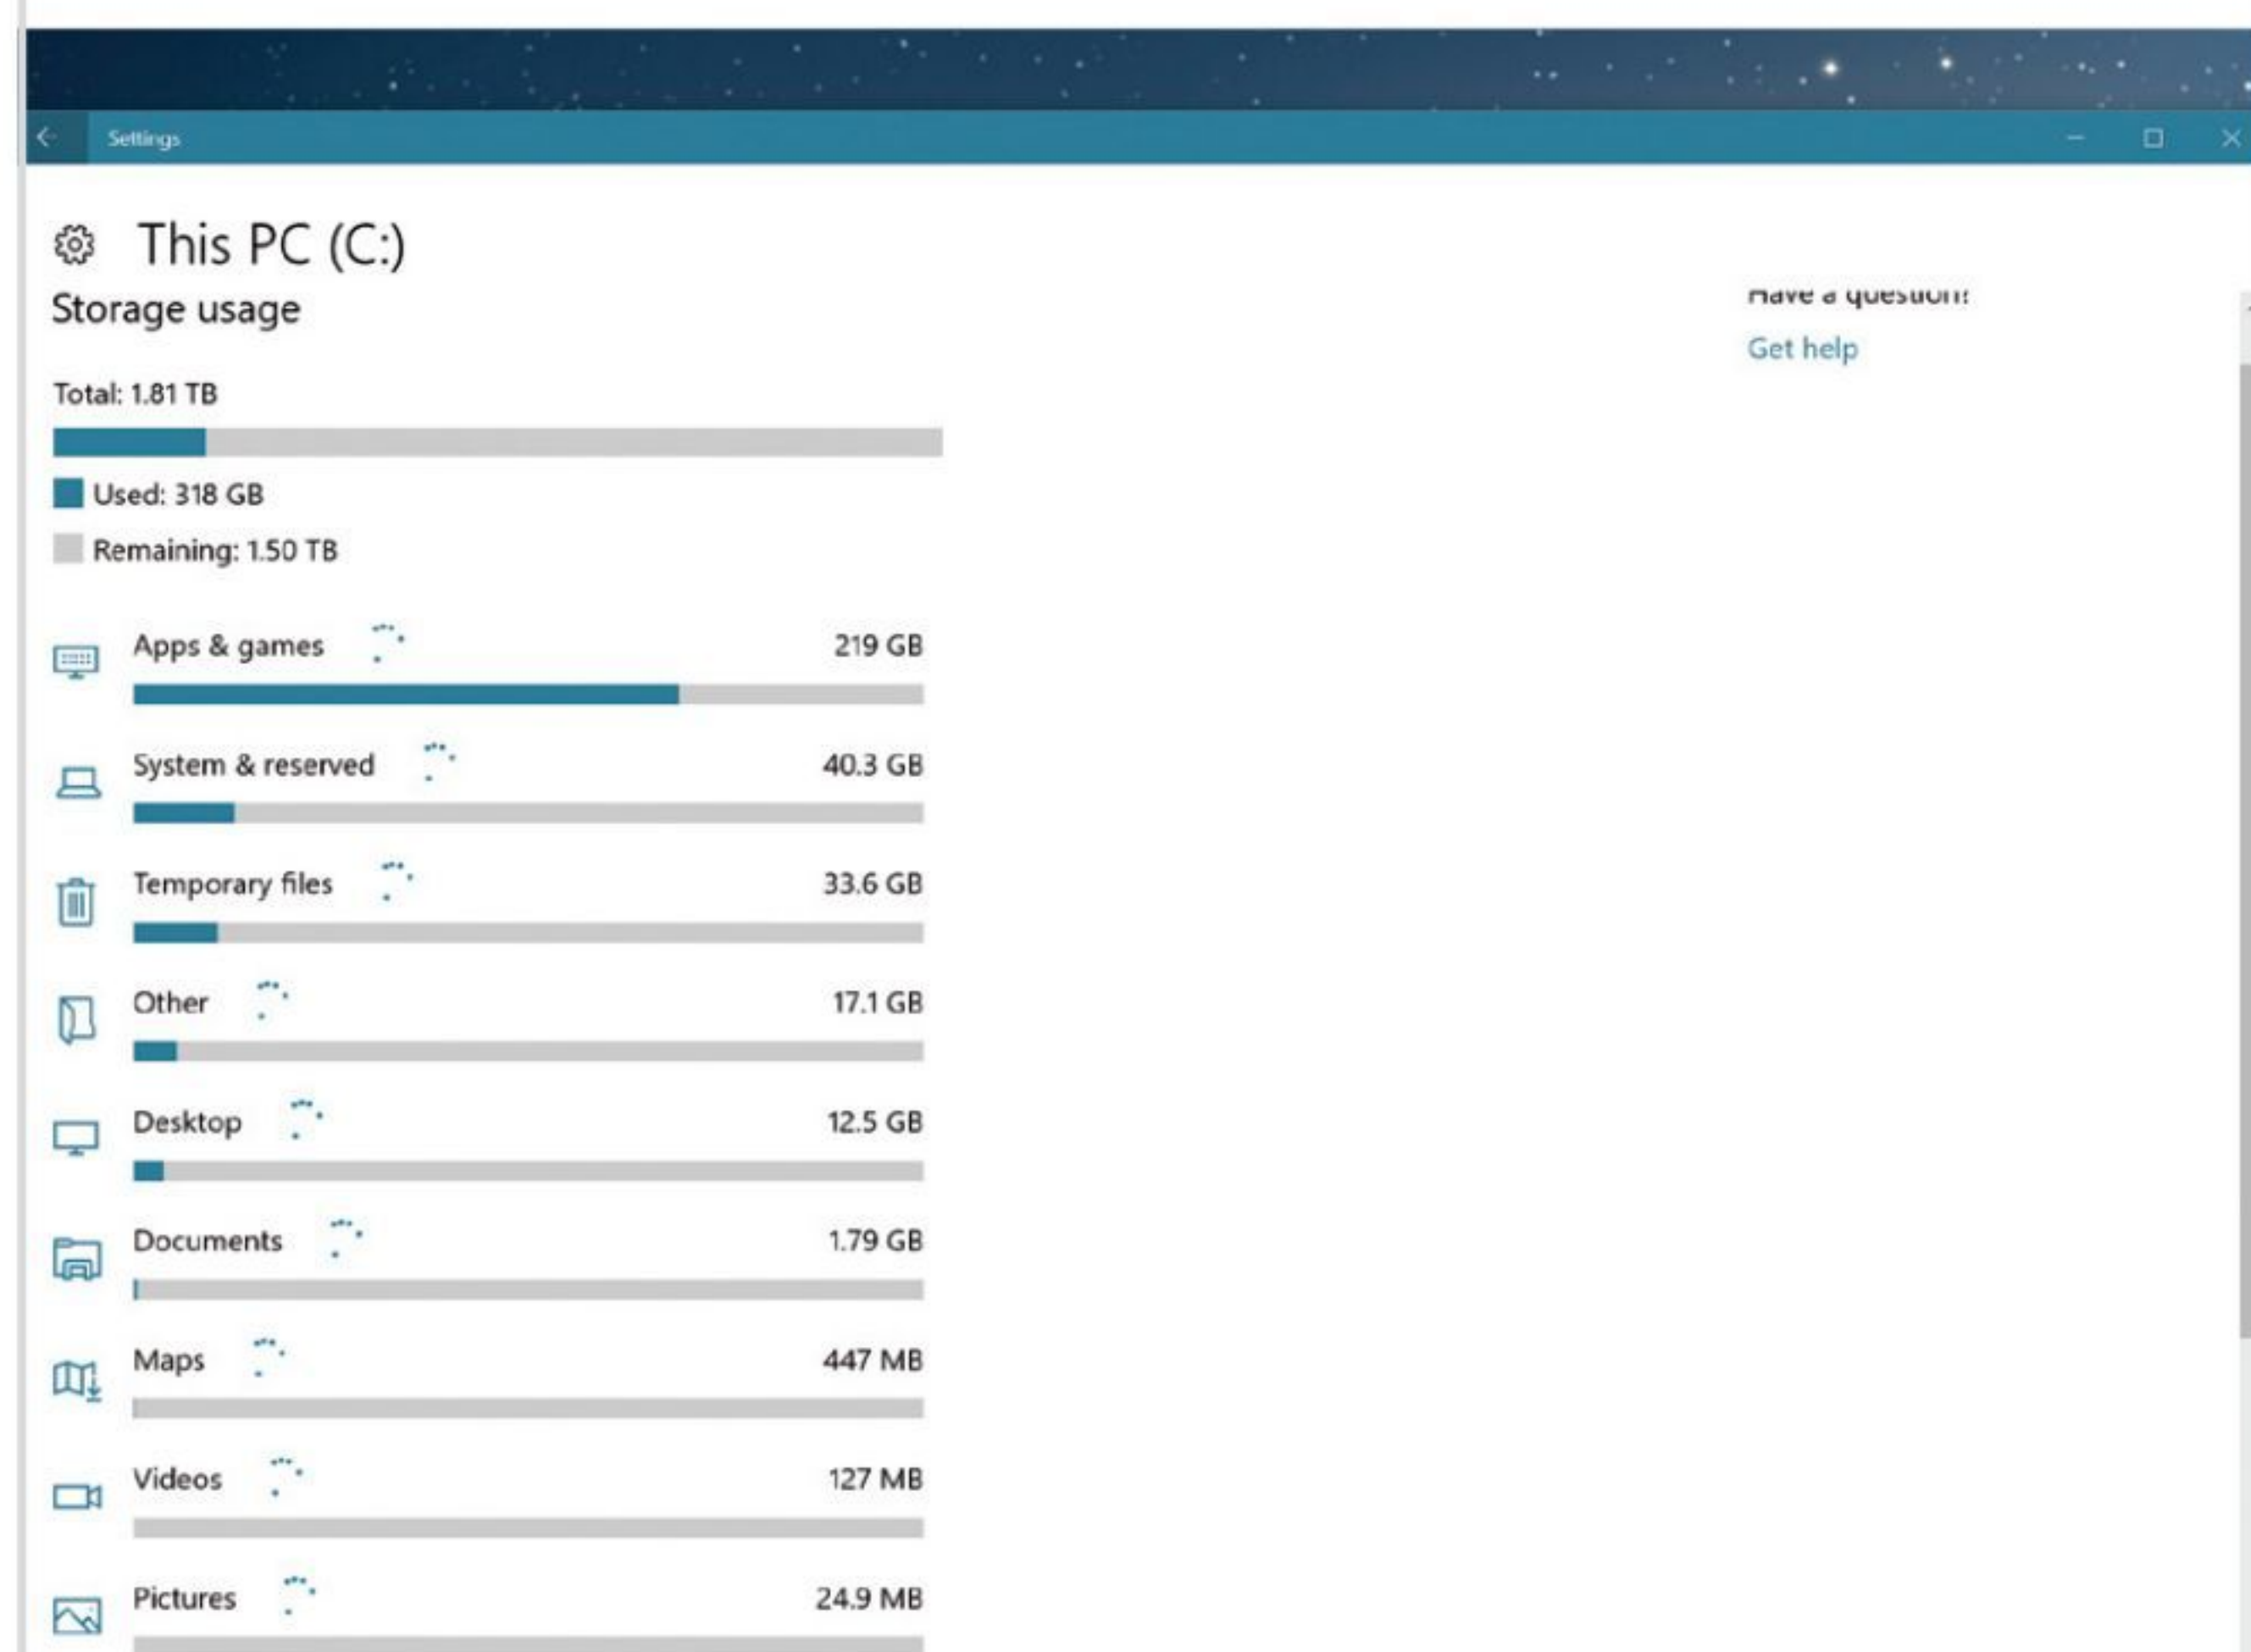 Settings
This PC (C:)
Storage usage
Have a question?
Get help
Total: 1.81 TB
Used: 318 GB
Remaining: 1.50 TB
Apps & games 219 GB
System & reserved 40.3 GB
Temporary files 33.6 GB
Other 17.1 GB
Desktop 12.5 GB
Documents 1.79 GB
Maps 447 MB
Videos 127 MB
Pictures 24.9 MB